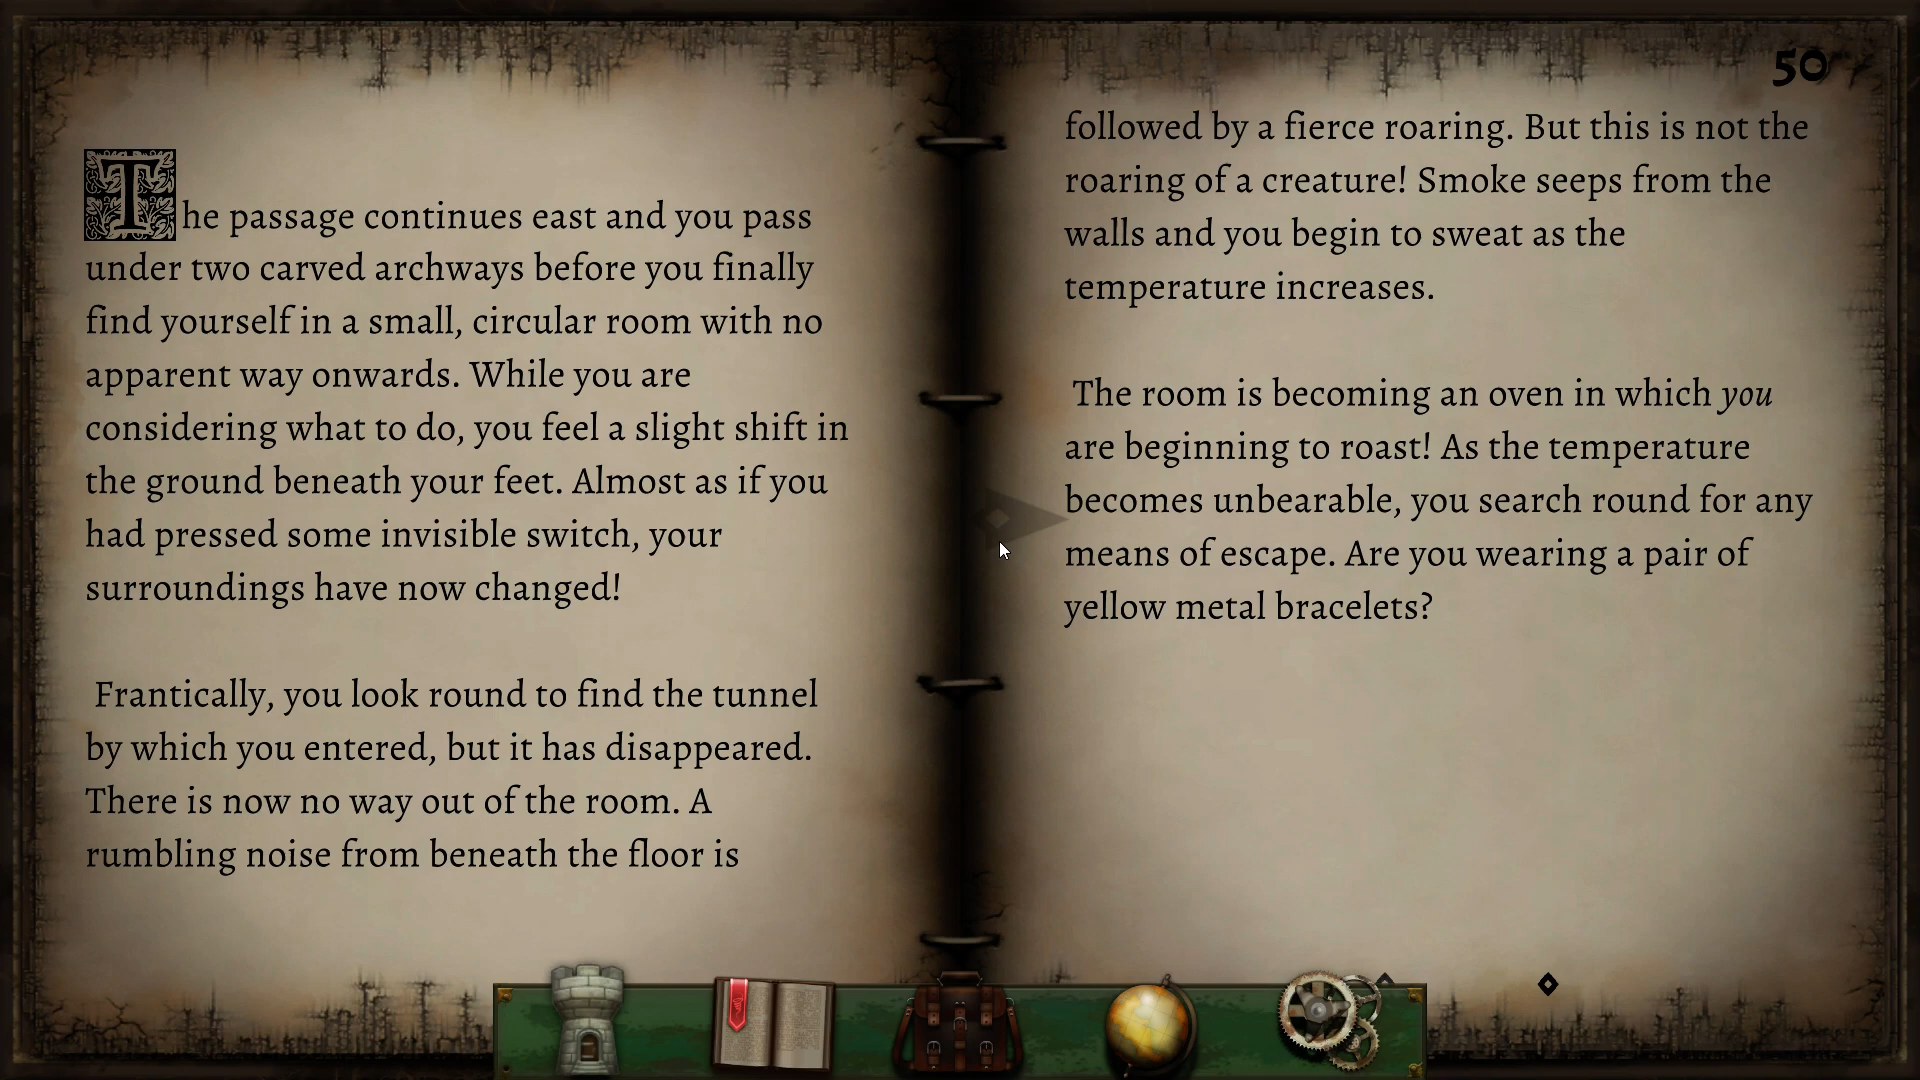 The passage continues east and you pass
under two carved archways before you finally
find yourself in a small, circular room with no
apparent way onwards. While you are
considering what to do, you feel a slight shift in
the ground beneath your feet. Almost as if you
had pressed some invisible switch, your
surroundings have now changed!
Frantically, you look round to find the tunnel
by which you entered, but it has disappeared.
There is now no way out of the room. A
rumbling noise from beneath the floor is
50
followed by a fierce roaring. But this is not the
roaring of a creature! Smoke seeps from the
walls and you begin to sweat as the
temperature increases.
The room is becoming an oven in which you
are beginning to roast! As the temperature
becomes unbearable, you search round for any
means of escape. Are you wearing a pair of
yellow metal bracelets?